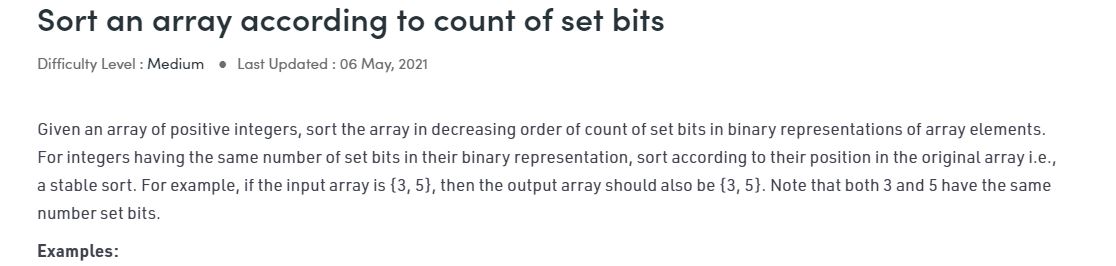 Sort an array according to count of set bits
Difficulty Level : Medium ● Last Updated : 06 May, 2021
Given an array of positive integers, sort the array in decreasing order of count of set bits in binary representations of array elements.
For integers having the same number of set bits in their binary representation, sort according to their position in the original array i.e.,
a stable sort. For example, if the input array is {3, 5}, then the output array should also be {3, 5}. Note that both 3 and 5 have the same
number set bits.
Examples: